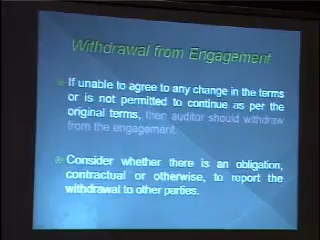 Withdrawal from Engagement
If unable to agree to any change in the terms
or is not permitted to continue as per the
original terms, then auditor should withdraw
from the engagement.
Consider whether there is an obligation,
contractual or otherwise, to report the
withdrawal to other parties.